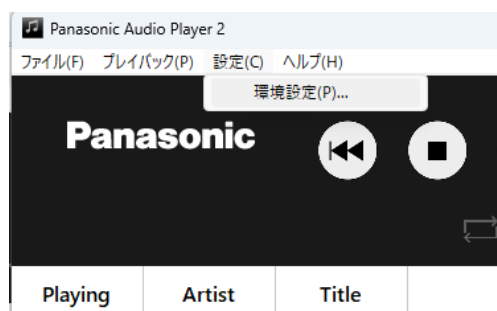 Panasonic Audio Player 2
ファイル(F) プレイバック(P) 設定(C) ヘルプ(H)
環境設定(P)...
Panasonic
Playing Artist Title